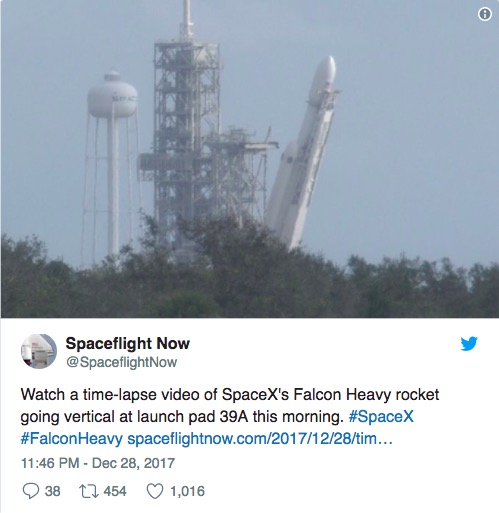 Spaceflight Now
@SpaceflightNow
Watch a time-lapse video of SpaceX's Falcon Heavy rocket
going vertical at launch pad 39A this morning. #SpaceX
#FalconHeavy spaceflightnow.com/2017/12/28/tim…
11:46 PM - Dec 28, 2017
38 454 1,016